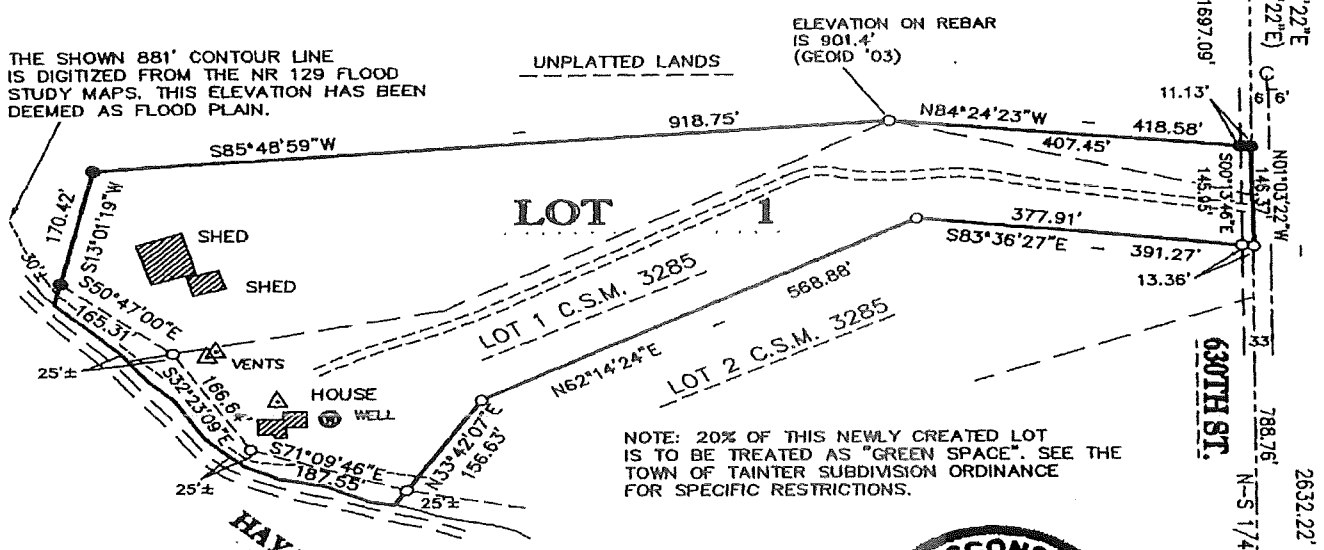 THE SHOWN 881' CONTOUR LINE
IS DIGITIZED FROM THE NR 129 FLOOD
STUDY MAPS. THIS ELEVATION HAS BEEN
DEEMED AS FLOOD PLAIN.
UNPLATTED LANDS
ELEVATION ON REBAR
IS 901.4'
(GEOID '03)
'22"E
'22"E)
1697.09'
11.13'
6'
6'
S85°48'59"W
918.75'
N84°24'23"W
418.58'
407.45'
S00°13'46"E
145.95'
146.37'
N01°03'22"W
170.42'
S13°01'19"W
LOT 1
SHED
SHED
377.91'
S83°36'27"E
391.27'
13.36'
30'±
S50°47'00"E
165.31'
LOT 1 C.S.M. 3285
568.88'
N62°14'24"E
LOT 2 C.S.M. 3285
33'
630TH ST.
25'±
VENTS
S32°23'09"E
166.64'
HOUSE
W
WELL
S71°09'46"E
187.55'
N33°42'07"E
156.63'
25'±
25'±
NOTE: 20% OF THIS NEWLY CREATED LOT
IS TO BE TREATED AS "GREEN SPACE". SEE THE
TOWN OF TAINTER SUBDIVISION ORDINANCE
FOR SPECIFIC RESTRICTIONS.
788.76'
2632.22'
N-S 1/4
HAY